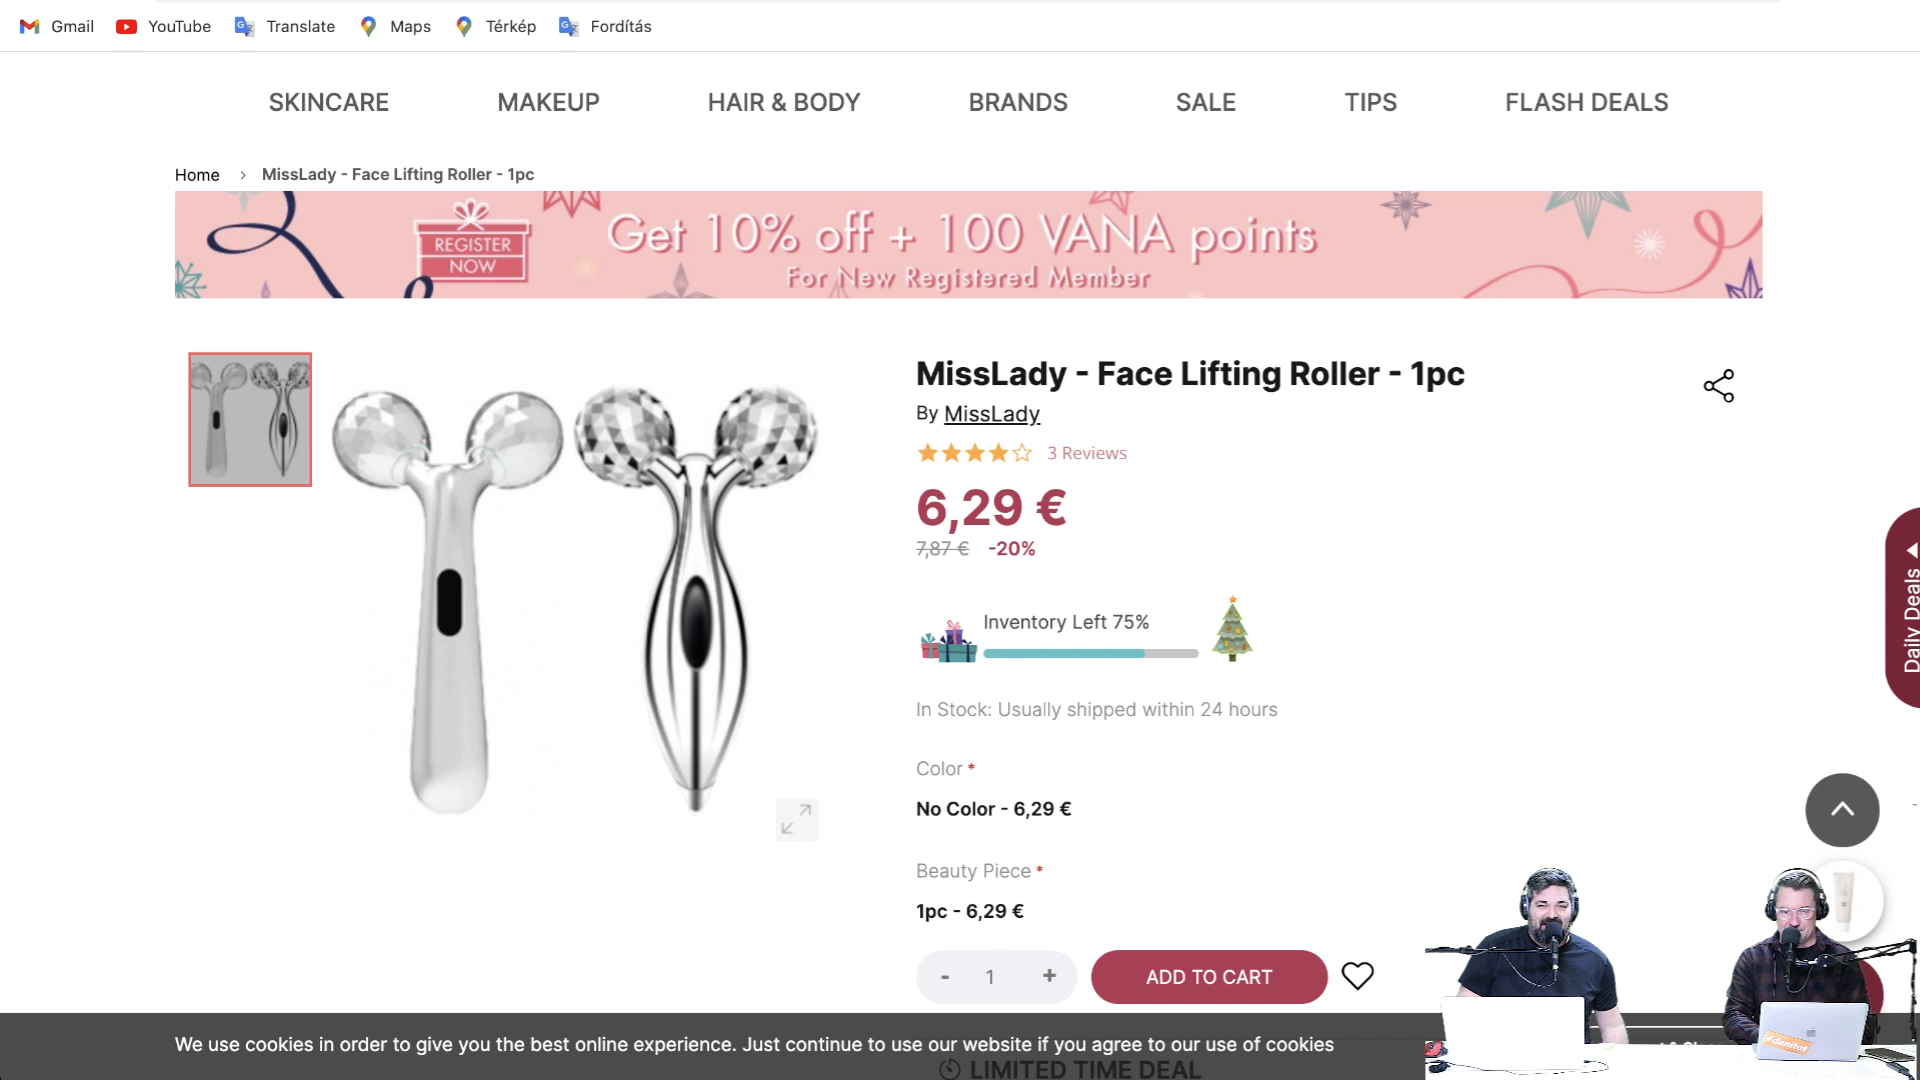 Gmail YouTube Translate Maps Térkép Fordítás
SKINCARE MAKEUP HAIR & BODY BRANDS SALE TIPS FLASH DEALS
Home > MissLady - Face Lifting Roller - 1pc
REGISTER
NOW
Get 10% off + 100 VANA points
For New Registered Member
MissLady - Face Lifting Roller - 1pc
By MissLady
3 Reviews
6,29 €
7,87 € -20%
Inventory Left 75%
In Stock: Usually shipped within 24 hours
Color *
No Color - 6,29 €
Beauty Piece *
1pc - 6,29 €
- 1 + ADD TO CART
Daily Deals
We use cookies in order to give you the best online experience. Just continue to use our website if you agree to our use of cookies
LIMITED TIME DEAL